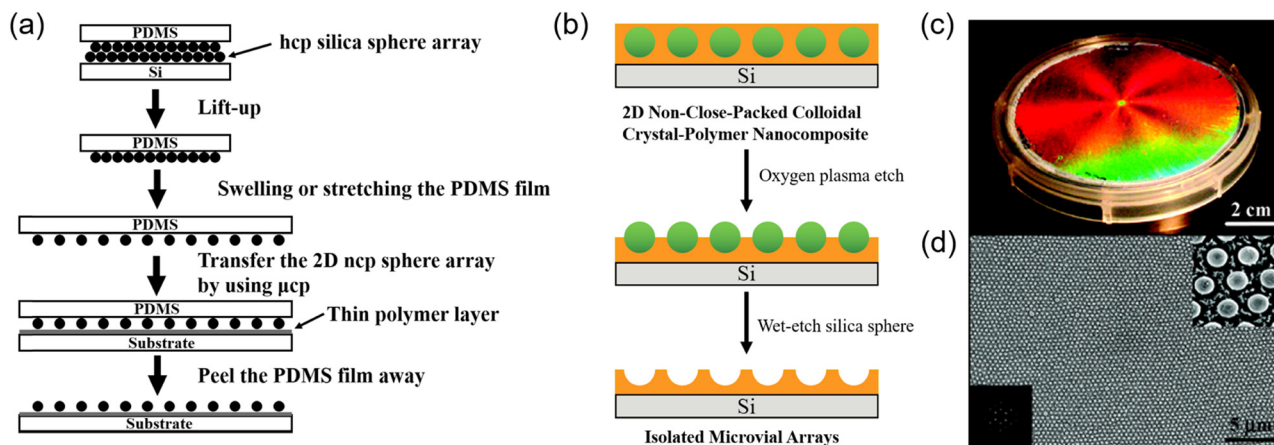 (a)
PDMS
hcp silica sphere array
Si
Lift-up
PDMS
Swelling or stretching the PDMS film
PDMS
Transfer the 2D ncp sphere array
by using μcp
PDMS
Thin polymer layer
Substrate
Peel the PDMS film away
Substrate
(b)
Si
2D Non-Close-Packed Colloidal
Crystal-Polymer Nanocomposite
Oxygen plasma etch
Si
Wet-etch silica sphere
Si
Isolated Microvial Arrays
(c)
2 cm
(d)
5 μm